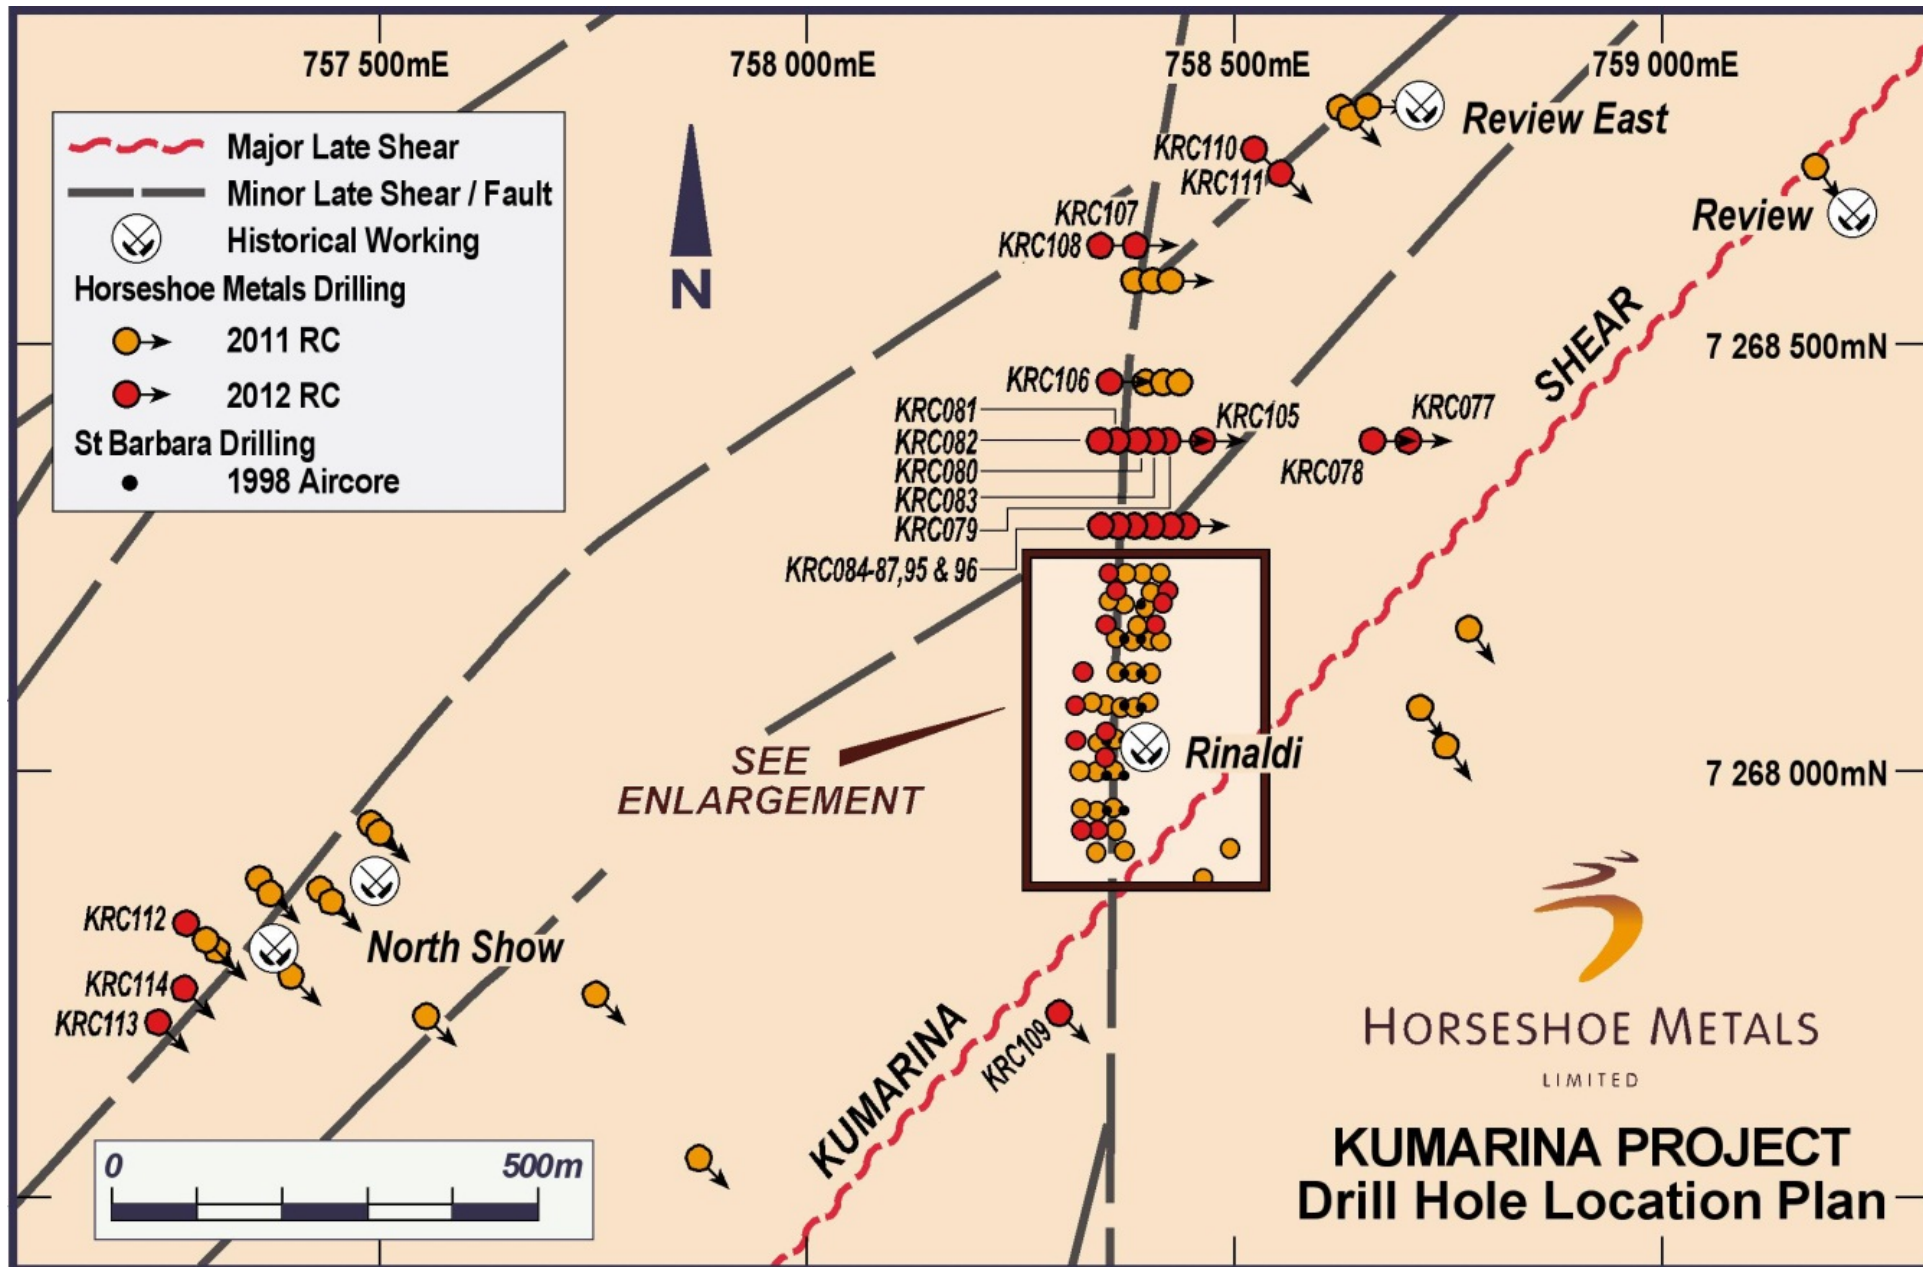 757 500mE
758 000mE
758 500mE
759 000mE
Major Late Shear
Minor Late Shear / Fault
Historical Working
Horseshoe Metals Drilling
2011 RC
2012 RC
St Barbara Drilling
1998 Aircore
N
Review East
KRC110
KRC111
Review
KRC107
KRC108
7 268 500mN
SHEAR
KRC106
KRC081
KRC082
KRC080
KRC083
KRC079
KRC084-87,95 & 96
KRC105
KRC077
KRC078
SEE
ENLARGEMENT
Rinaldi
7 268 000mN
KRC112
KRC114
KRC113
North Show
KUMARINA
KRC109
HORSESHOE METALS
LIMITED
0
500m
KUMARINA PROJECT
Drill Hole Location Plan